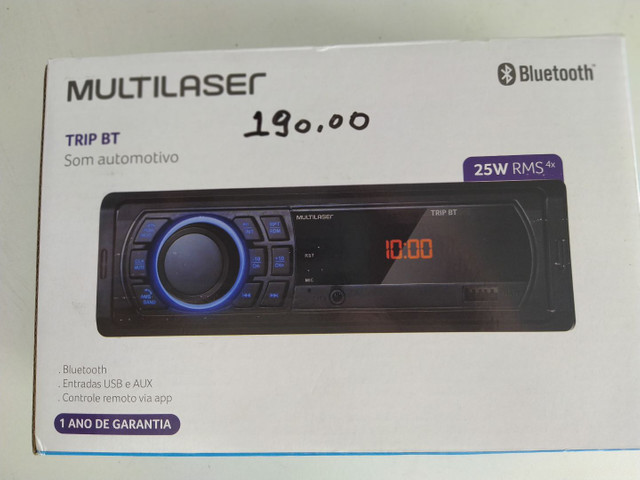 MULTILASER
Bluetooth
190.00
TRIP BT
Som automotivo
25W RMS 4x
MULTILASER
TRIP BT
10:00
. Bluetooth
. Entradas USB e AUX
. Controle remoto via app
1 ANO DE GARANTIA